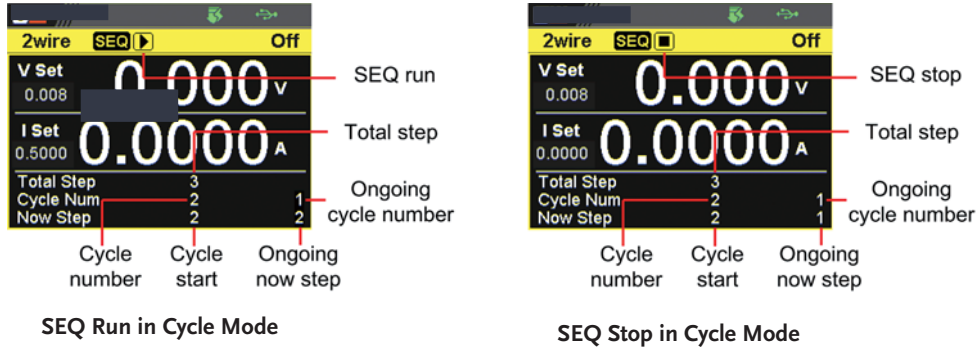 2wire SEQ Off
V Set 0.000 V
0.008
I Set 0.0000 A
0.5000
Total Step 3
Cycle Num 2 1
Now Step 2 2
SEQ run
Total step
Ongoing
cycle number
Cycle
number
Cycle
start
Ongoing
now step
SEQ Run in Cycle Mode
2wire SEQ Off
V Set 0.000 V
0.008
I Set 0.0000 A
0.0000
Total Step 3
Cycle Num 2 1
Now Step 2 1
SEQ stop
Total step
Ongoing
cycle number
Cycle
number
Cycle
start
Ongoing
now step
SEQ Stop in Cycle Mode